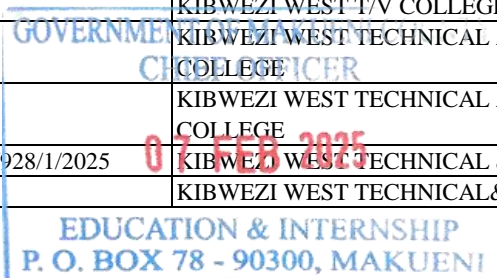 KIBWEZI WEST T/V COLLEGE
GOVERNMENT OF MAKUENI
KIBWEZI WEST TECHNICAL
CHIEF OFFICER
COLLEGE
KIBWEZI WEST TECHNICAL
COLLEGE
928/1/2025
07 FEB 2025
KIBWEZI WEST TECHNICAL &
KIBWEZI WEST TECHNICAL&
EDUCATION & INTERNSHIP
P. O. BOX 78 - 90300, MAKUENI